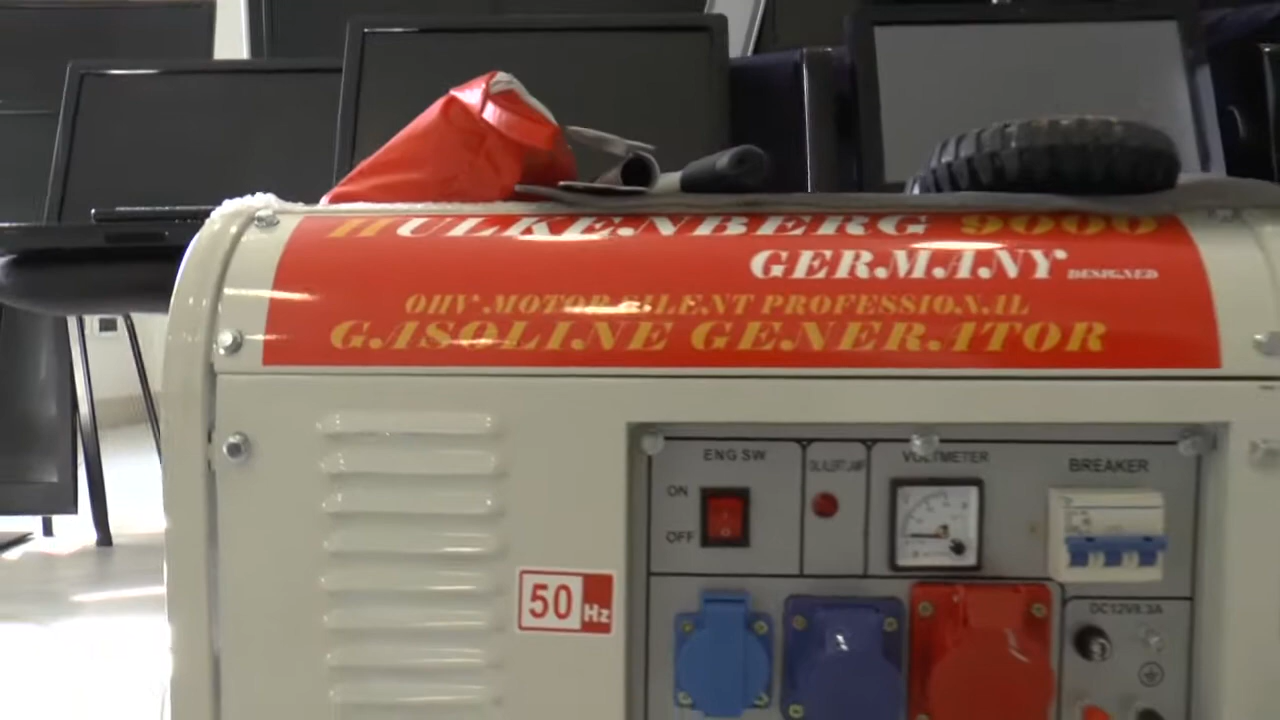 HULKENBERG 9000
GERMANY DESIGNED
OHV MOTOR SILENT PROFESSIONAL
GASOLINE GENERATOR
ENG SW
VOLTMETER
BREAKER
ON
OFF
50 Hz
DC12V8.3A